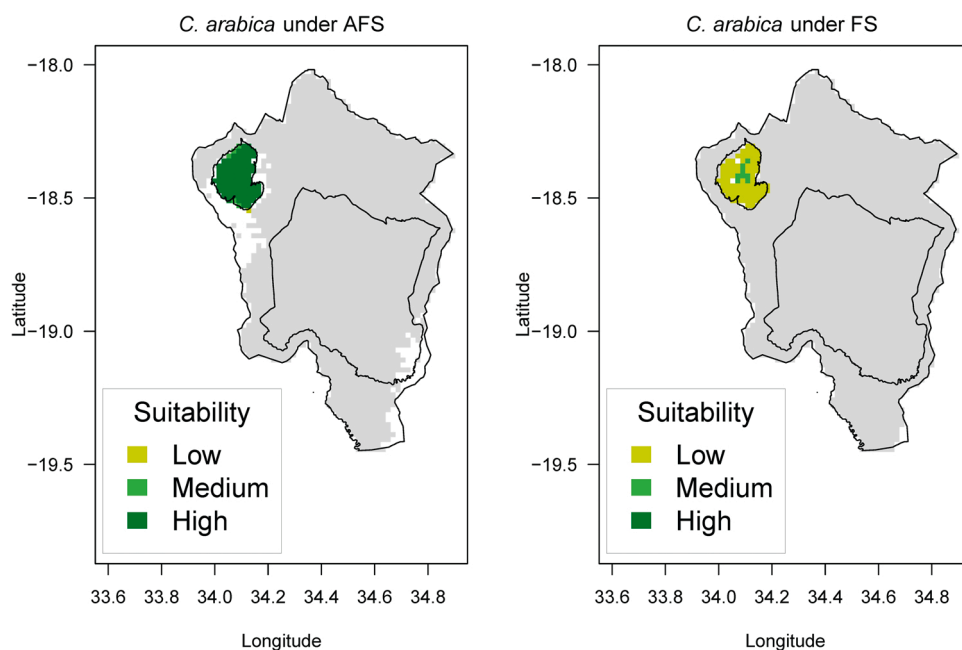 C. arabica under AFS
−18.0
−18.5
−19.0
−19.5
Latitude
Suitability
Low
Medium
High
33.6 33.8 34.0 34.2 34.4 34.6 34.8
Longitude
C. arabica under FS
−18.0
−18.5
−19.0
−19.5
Latitude
Suitability
Low
Medium
High
33.6 33.8 34.0 34.2 34.4 34.6 34.8
Longitude